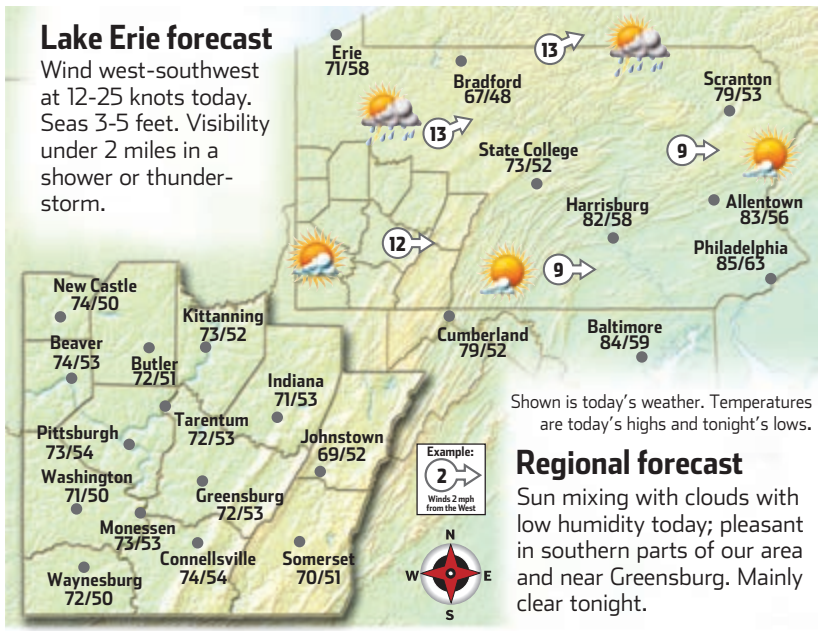 Lake Erie forecast
Wind west-southwest
at 12-25 knots today.
Seas 3-5 feet. Visibility
under 2 miles in a
shower or thunder-
storm.
Erie
71/58
Bradford
67/48
13
Scranton
79/53
13
State College
73/52
9
Harrisburg
82/58
Allentown
83/56
12
9
Philadelphia
85/63
Cumberland
79/52
Baltimore
84/59
New Castle
74/50
Kittanning
73/52
Beaver
74/53
Butler
72/51
Indiana
71/53
Tarentum
72/53
Pittsburgh
73/54
Johnstown
69/52
Washington
71/50
Greensburg
72/53
Monessen
73/53
Connellsville
74/54
Somerset
70/51
Waynesburg
72/50
Shown is today's weather. Temperatures
are today's highs and tonight's lows.
Example:
2
Winds 2 mph
from the West
N
W
E
S
Regional forecast
Sun mixing with clouds with
low humidity today; pleasant
in southern parts of our area
and near Greensburg. Mainly
clear tonight.